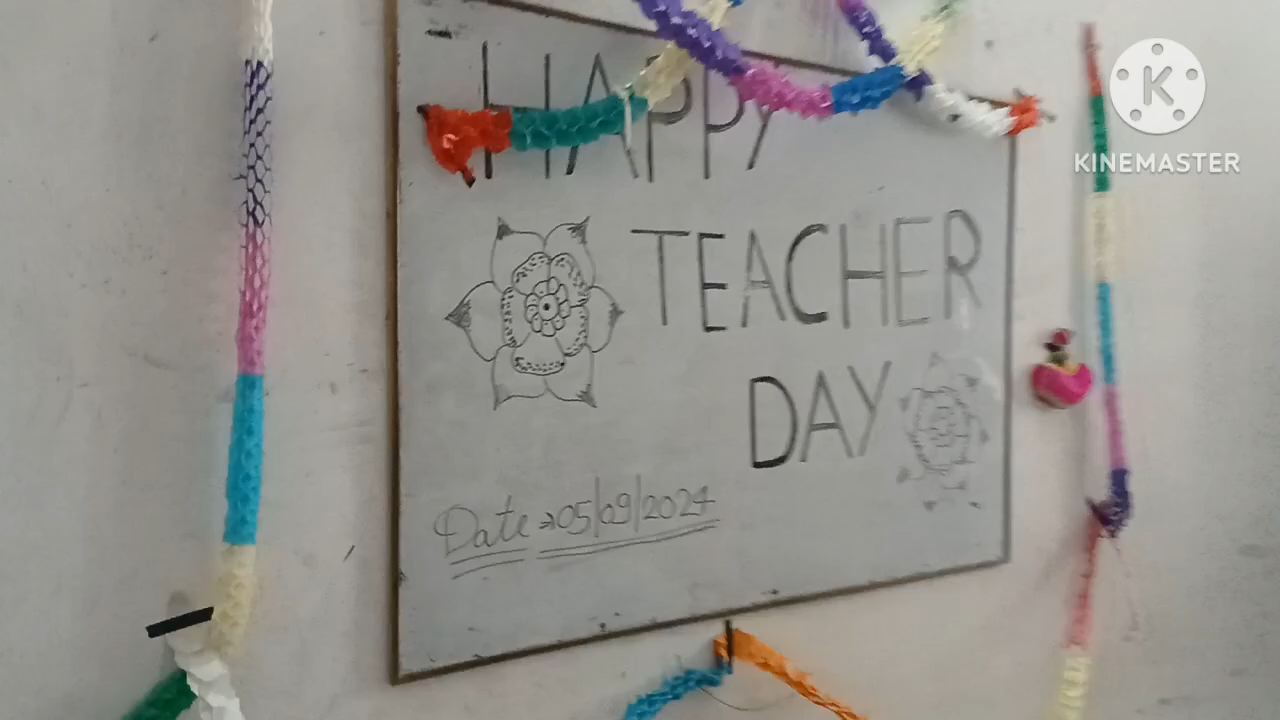 HAPPY
TEACHER
DAY
Date → 05/09/2024
K
KINEMASTER